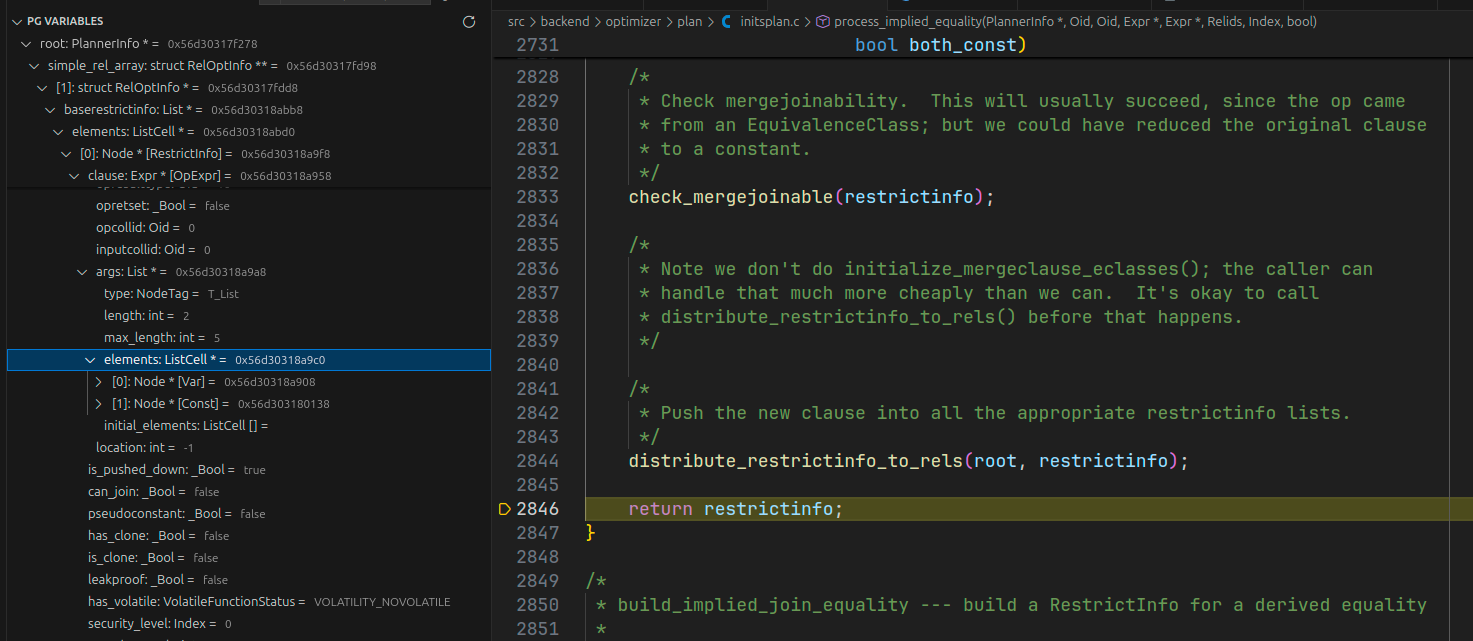 PG VARIABLES
root: PlannerInfo * = 0x56d30317f278
simple_rel_array: struct RelOptInfo ** = 0x56d30317fd98
[1]: struct RelOptInfo * = 0x56d30317fdd8
baserestrictinfo: List * = 0x56d30318abb8
elements: ListCell * = 0x56d30318abd0
[0]: Node * [RestrictInfo] = 0x56d30318a9f8
clause: Expr * [OpExpr] = 0x56d30318a958
opretset: _Bool = false
opcollid: Oid = 0
inputcollid: Oid = 0
args: List * = 0x56d30318a9a8
type: NodeTag = T_List
length: int = 2
max_length: int = 5
elements: ListCell * = 0x56d30318a9c0
[0]: Node * [Var] = 0x56d30318a908
[1]: Node * [Const] = 0x56d303180138
initial_elements: ListCell [] =
location: int = -1
is_pushed_down: _Bool = true
can_join: _Bool = false
pseudoconstant: _Bool = false
has_clone: _Bool = false
is_clone: _Bool = false
leakproof: _Bool = false
has_volatile: VolatileFunctionStatus = VOLATILITY_NOVOLATILE
security_level: Index = 0
src > backend > optimizer > plan > C initsplan.c > process_implied_equality(PlannerInfo *, Oid, Oid, Expr *, Expr *, Relids, Index, bool)
2731 bool both_const)
2828 /*
2829 * Check mergejoinability.  This will usually succeed, since the op came
2830 * from an EquivalenceClass; but we could have reduced the original clause
2831 * to a constant.
2832 */
2833 check_mergejoinable(restrictinfo);
2834
2835 /*
2836 * Note we don't do initialize_mergeclause_eclasses(); the caller can
2837 * handle that much more cheaply than we can.  It's okay to call
2838 * distribute_restrictinfo_to_rels() before that happens.
2839 */
2840
2841 /*
2842 * Push the new clause into all the appropriate restrictinfo lists.
2843 */
2844 distribute_restrictinfo_to_rels(root, restrictinfo);
2845
2846 return restrictinfo;
2847 }
2848
2849 /*
2850 * build_implied_join_equality --- build a RestrictInfo for a derived equality
2851 *